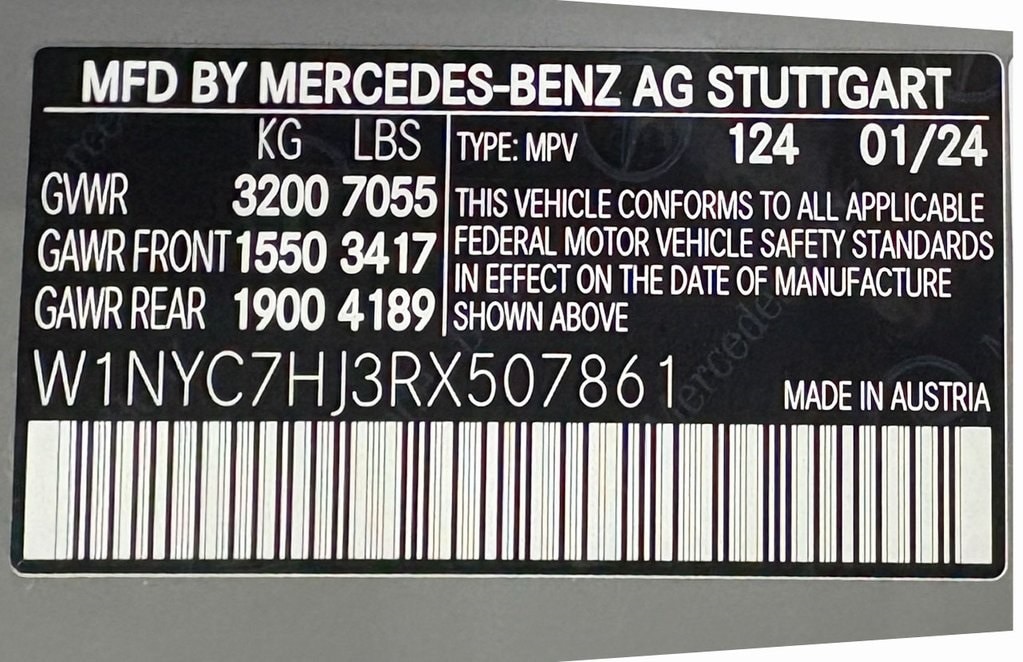 MFD BY MERCEDES-BENZ AG STUTTGART
KG LBS
GVWR 3200 7055
GAWR FRONT 1550 3417
GAWR REAR 1900 4189
TYPE: MPV 124 01/24
THIS VEHICLE CONFORMS TO ALL APPLICABLE
FEDERAL MOTOR VEHICLE SAFETY STANDARDS
IN EFFECT ON THE DATE OF MANUFACTURE
SHOWN ABOVE
W1NYC7HJ3RX507861
MADE IN AUSTRIA